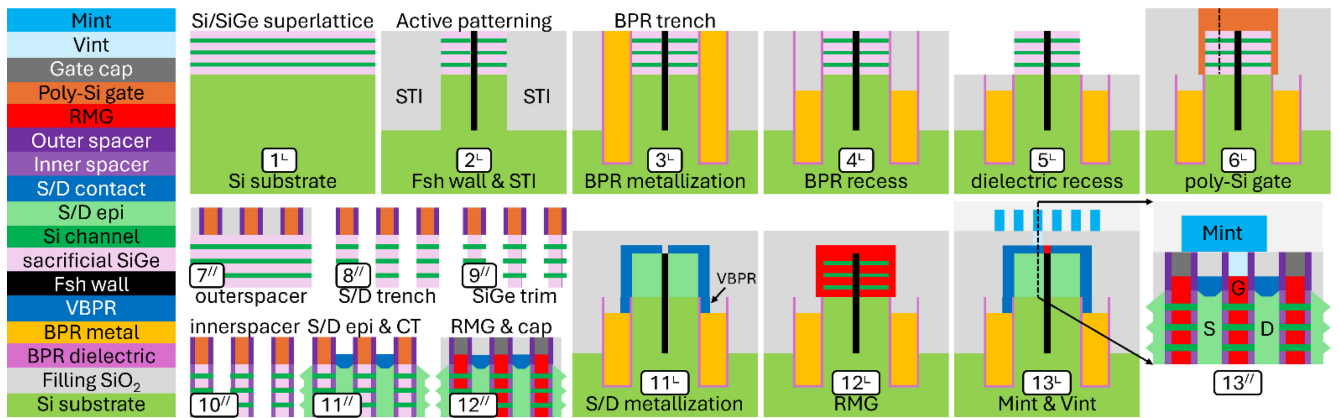 Mint
Vint
Gate cap
Poly-Si gate
RMG
Outer spacer
Inner spacer
S/D contact
S/D epi
Si channel
sacrificial SiGe
Fsh wall
VBPR
BPR metal
BPR dielectric
Filling SiO₂
Si substrate
Si/SiGe superlattice
1ᴸ
Si substrate
Active patterning
STI
STI
2ᴸ
Fsh wall & STI
BPR trench
3ᴸ
BPR metallization
4ᴸ
BPR recess
5ᴸ
dielectric recess
6ᴸ
poly-Si gate
7//
outerspacer
8//
S/D trench
9//
SiGe trim
innerspacer
10//
S/D epi & CT
11//
RMG & cap
12//
VBPR
11ᴸ
S/D metallization
12ᴸ
RMG
13ᴸ
Mint & Vint
Mint
G
S
D
13//